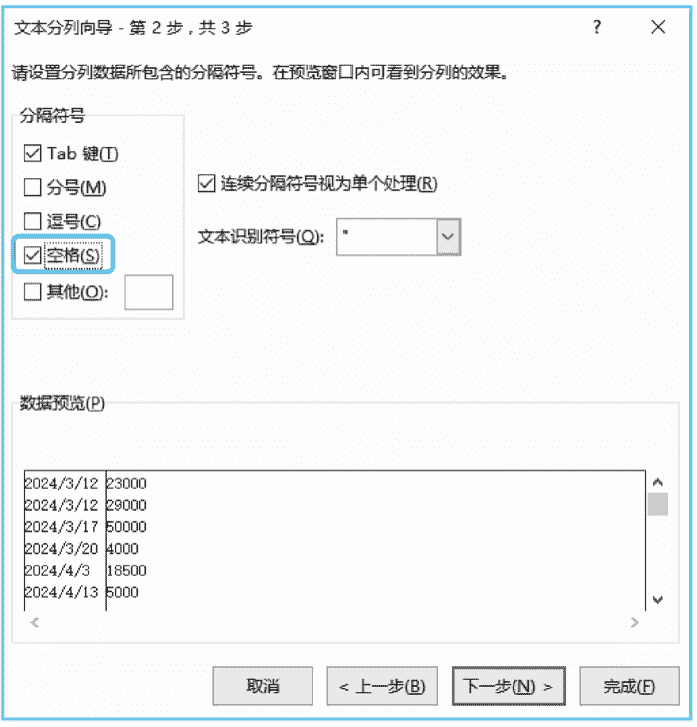 文本分列向导 - 第 2 步，共 3 步
?
请设置分列数据所包含的分隔符号。在预览窗口内可看到分列的效果。
分隔符号
Tab 键(T)
分号(M)
逗号(C)
空格(S)
其他(O):
连续分隔符号视为单个处理(R)
文本识别符号(Q): "
数据预览(P)
2024/3/12 23000
2024/3/12 29000
2024/3/17 50000
2024/3/20 4000
2024/4/3 18500
2024/4/13 5000
取消
< 上一步(B)
下一步(N) >
完成(F)